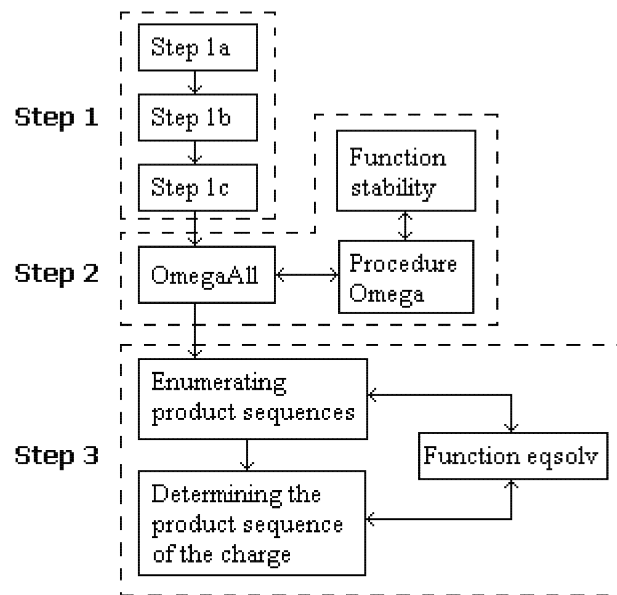 Step 1
Step 1a
Step 1b
Step 1c
Step 2
OmegaAll
Function
stability
Procedure
Omega
Step 3
Enumerating
product sequences
Function eqsolv
Determining the
product sequence
of the charge